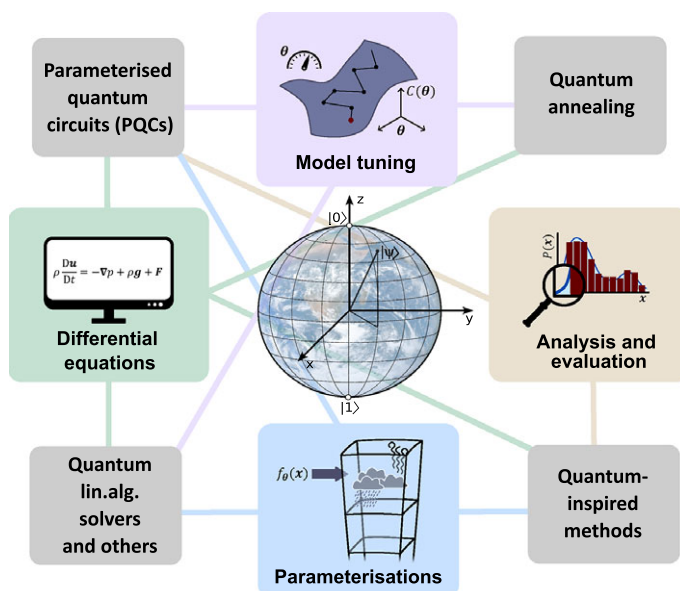 Parameterised
quantum
circuits (PQCs)
θ
C(θ)
θ
Model tuning
Quantum
annealing
ρ Du/Dt = −∇p + ρg + F
Differential
equations
|0⟩
z
|ψ⟩
y
x
|1⟩
P(x)
x
Analysis and
evaluation
Quantum
lin.alg.
solvers
and others
f_θ(x)
Parameterisations
Quantum-
inspired
methods